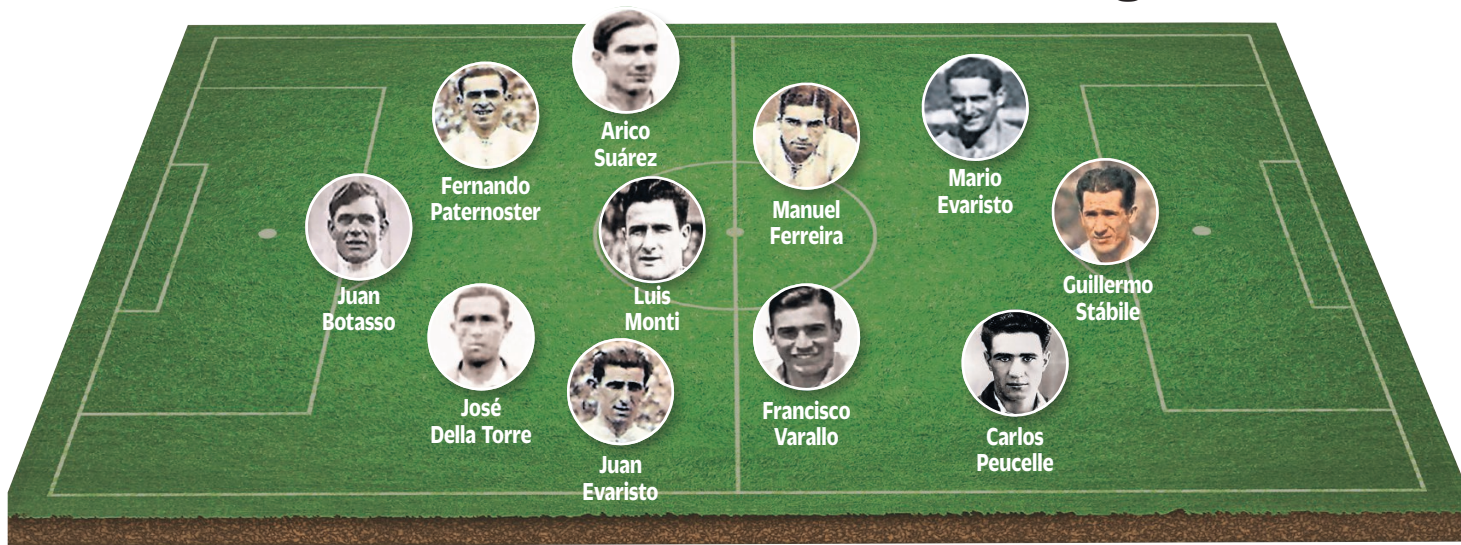 Arico
Suárez
Fernando
Paternoster
Mario
Evaristo
Manuel
Ferreira
Juan
Botasso
Luis
Monti
Guillermo
Stábile
José
Della Torre
Francisco
Varallo
Carlos
Peucelle
Juan
Evaristo